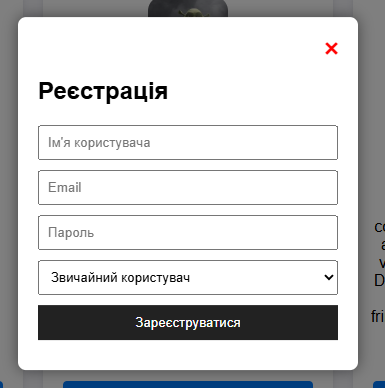 ×
Реєстрація
Ім'я користувача
Email
Пароль
Звичайний користувач
Зареєструватися